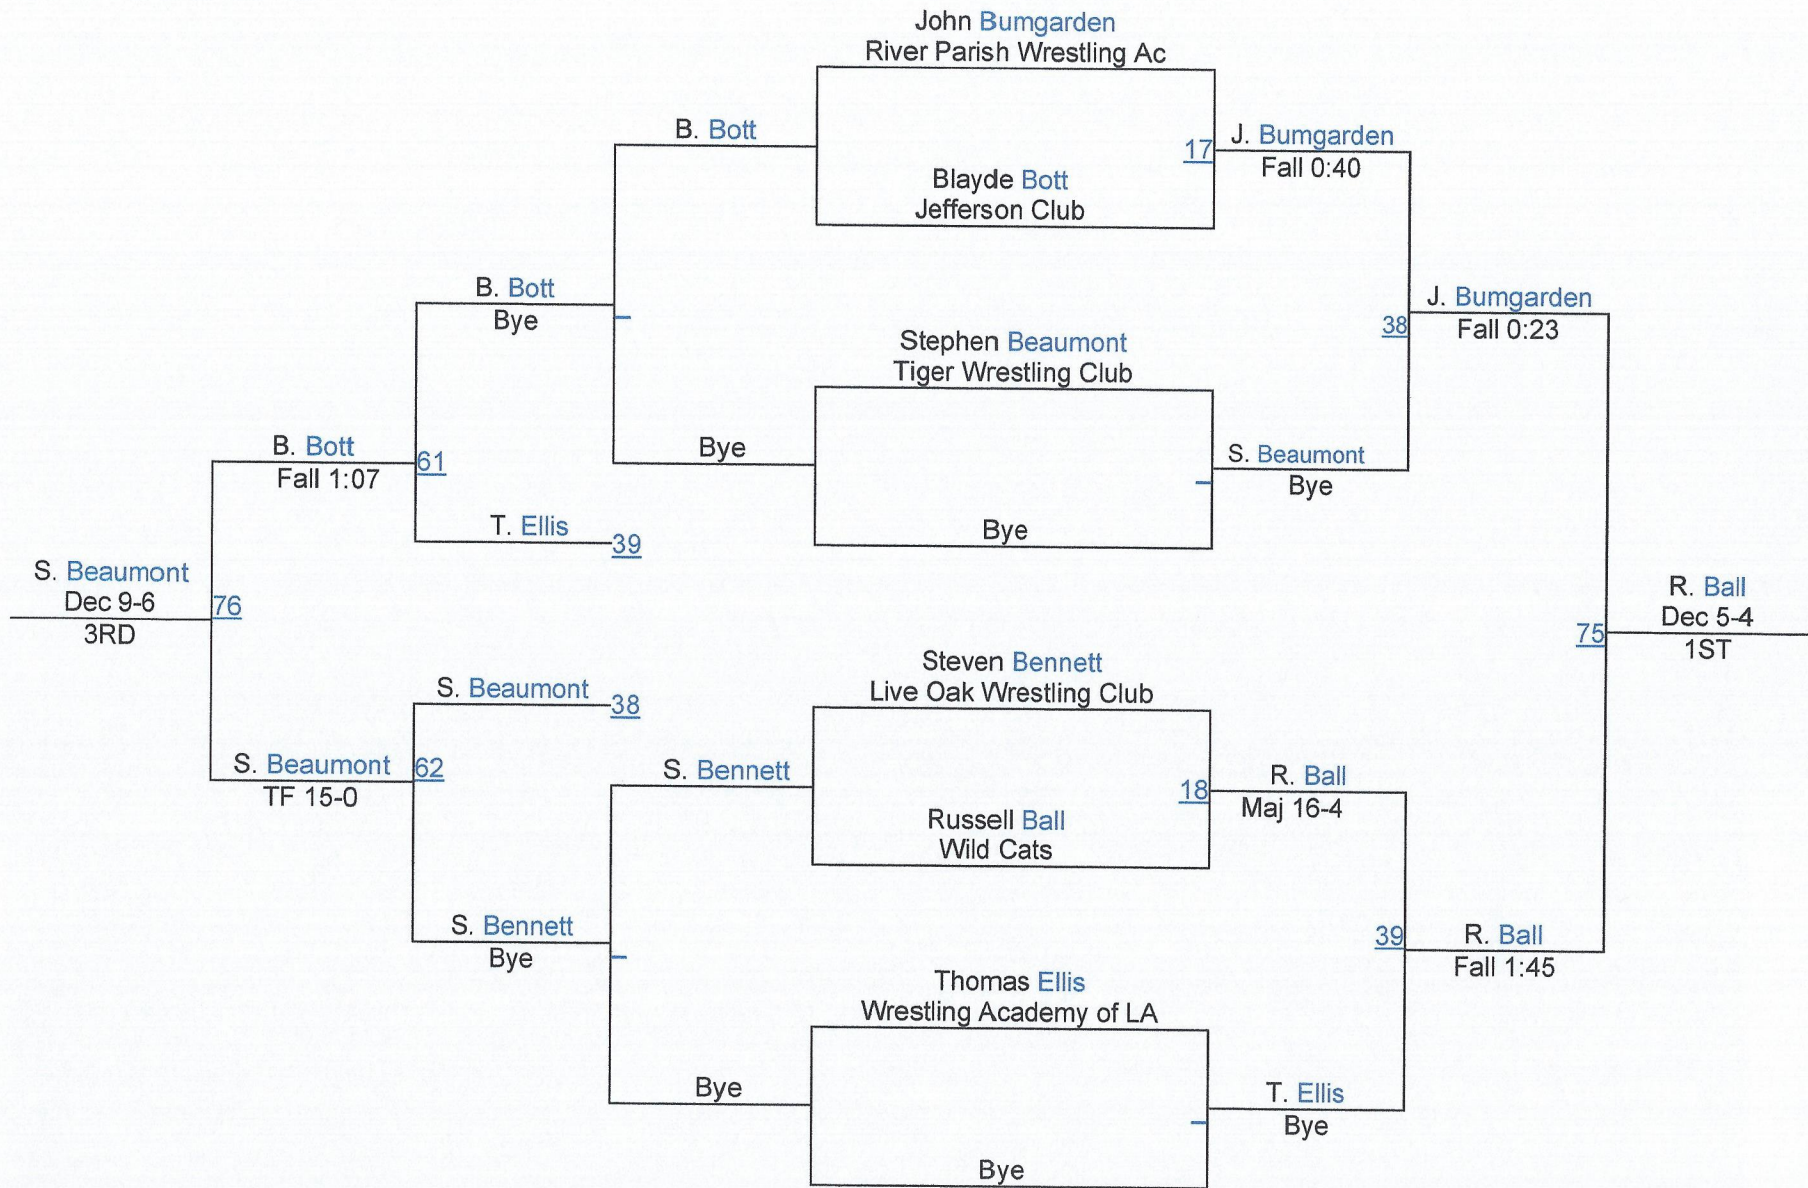 John Bumgarden
River Parish Wrestling Ac
B. Bott
17
J. Bumgarden
Fall 0:40
Blayde Bott
Jefferson Club
B. Bott
Bye
J. Bumgarden
38
Fall 0:23
Stephen Beaumont
Tiger Wrestling Club
B. Bott
Fall 1:07
61
Bye
S. Beaumont
Bye
T. Ellis
39
Bye
S. Beaumont
Dec 9-6
76
3RD
R. Ball
Dec 5-4
75
1ST
Steven Bennett
Live Oak Wrestling Club
S. Beaumont
38
S. Beaumont
62
TF 15-0
S. Bennett
18
R. Ball
Maj 16-4
Russell Ball
Wild Cats
S. Bennett
Bye
39
R. Ball
Fall 1:45
Thomas Ellis
Wrestling Academy of LA
Bye
T. Ellis
Bye
Bye